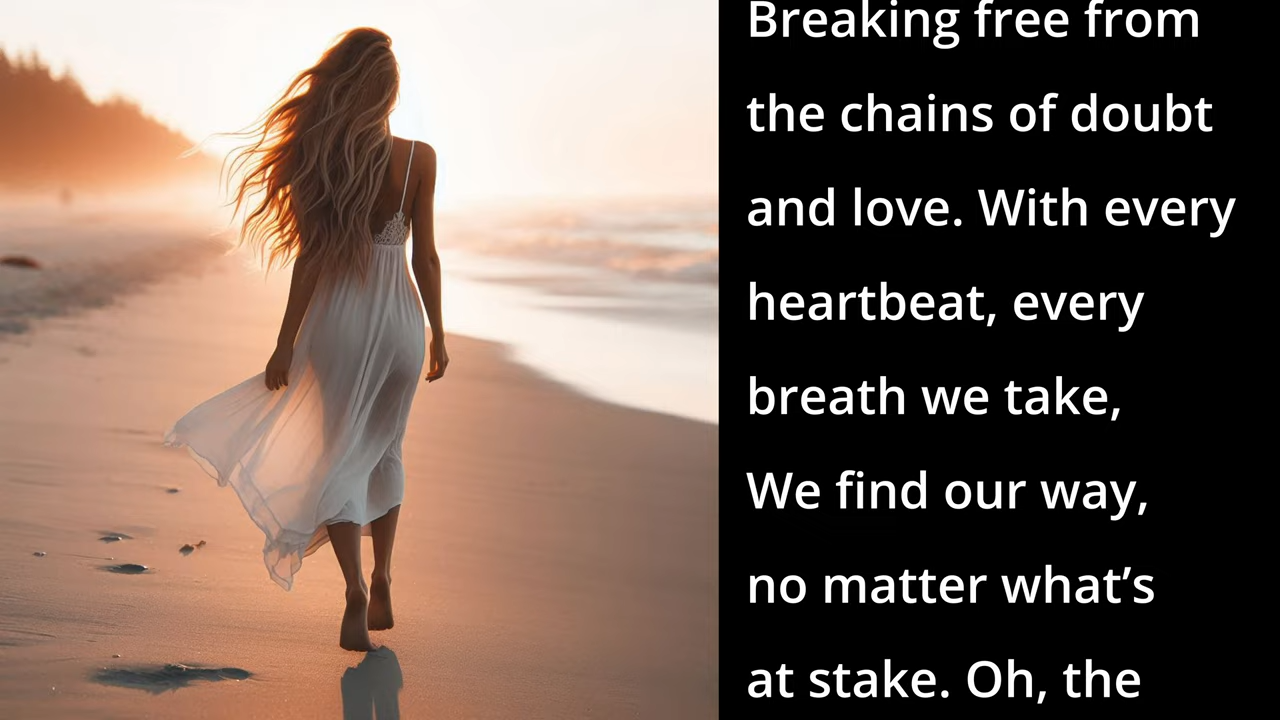 Breaking free from
the chains of doubt
and love. With every
heartbeat, every
breath we take,
We find our way,
no matter what’s
at stake. Oh, the